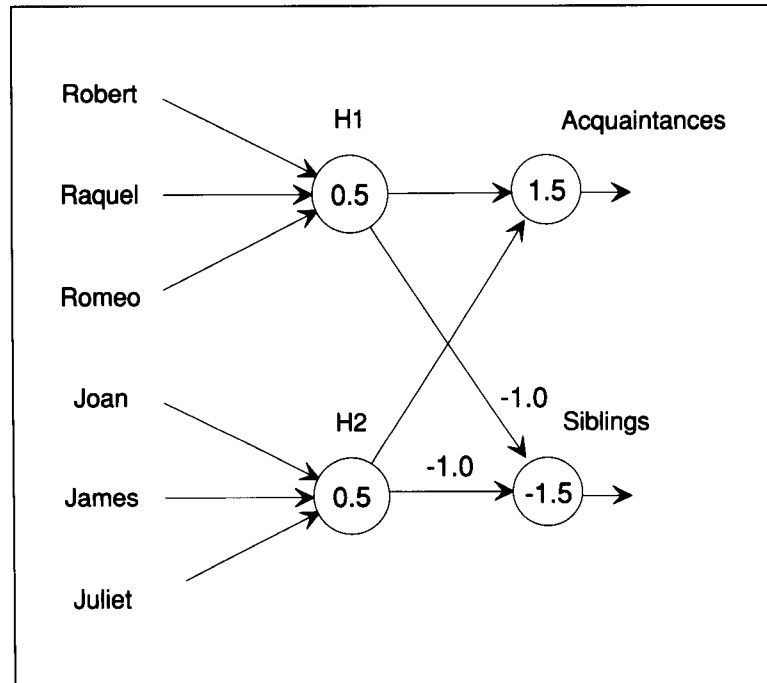 Robert
Raquel
Romeo
Joan
James
Juliet
H1
0.5
H2
0.5
Acquaintances
1.5
-1.0
-1.0
Siblings
-1.5